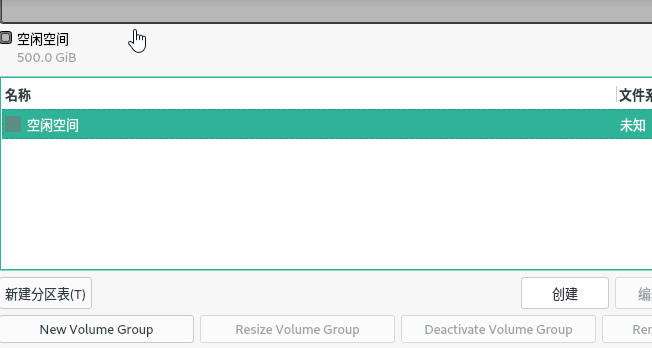 空闲空间
500.0 GiB
名称 文件系
空闲空间 未知
新建分区表(T) 创建 编
New Volume Group Resize Volume Group Deactivate Volume Group Rer